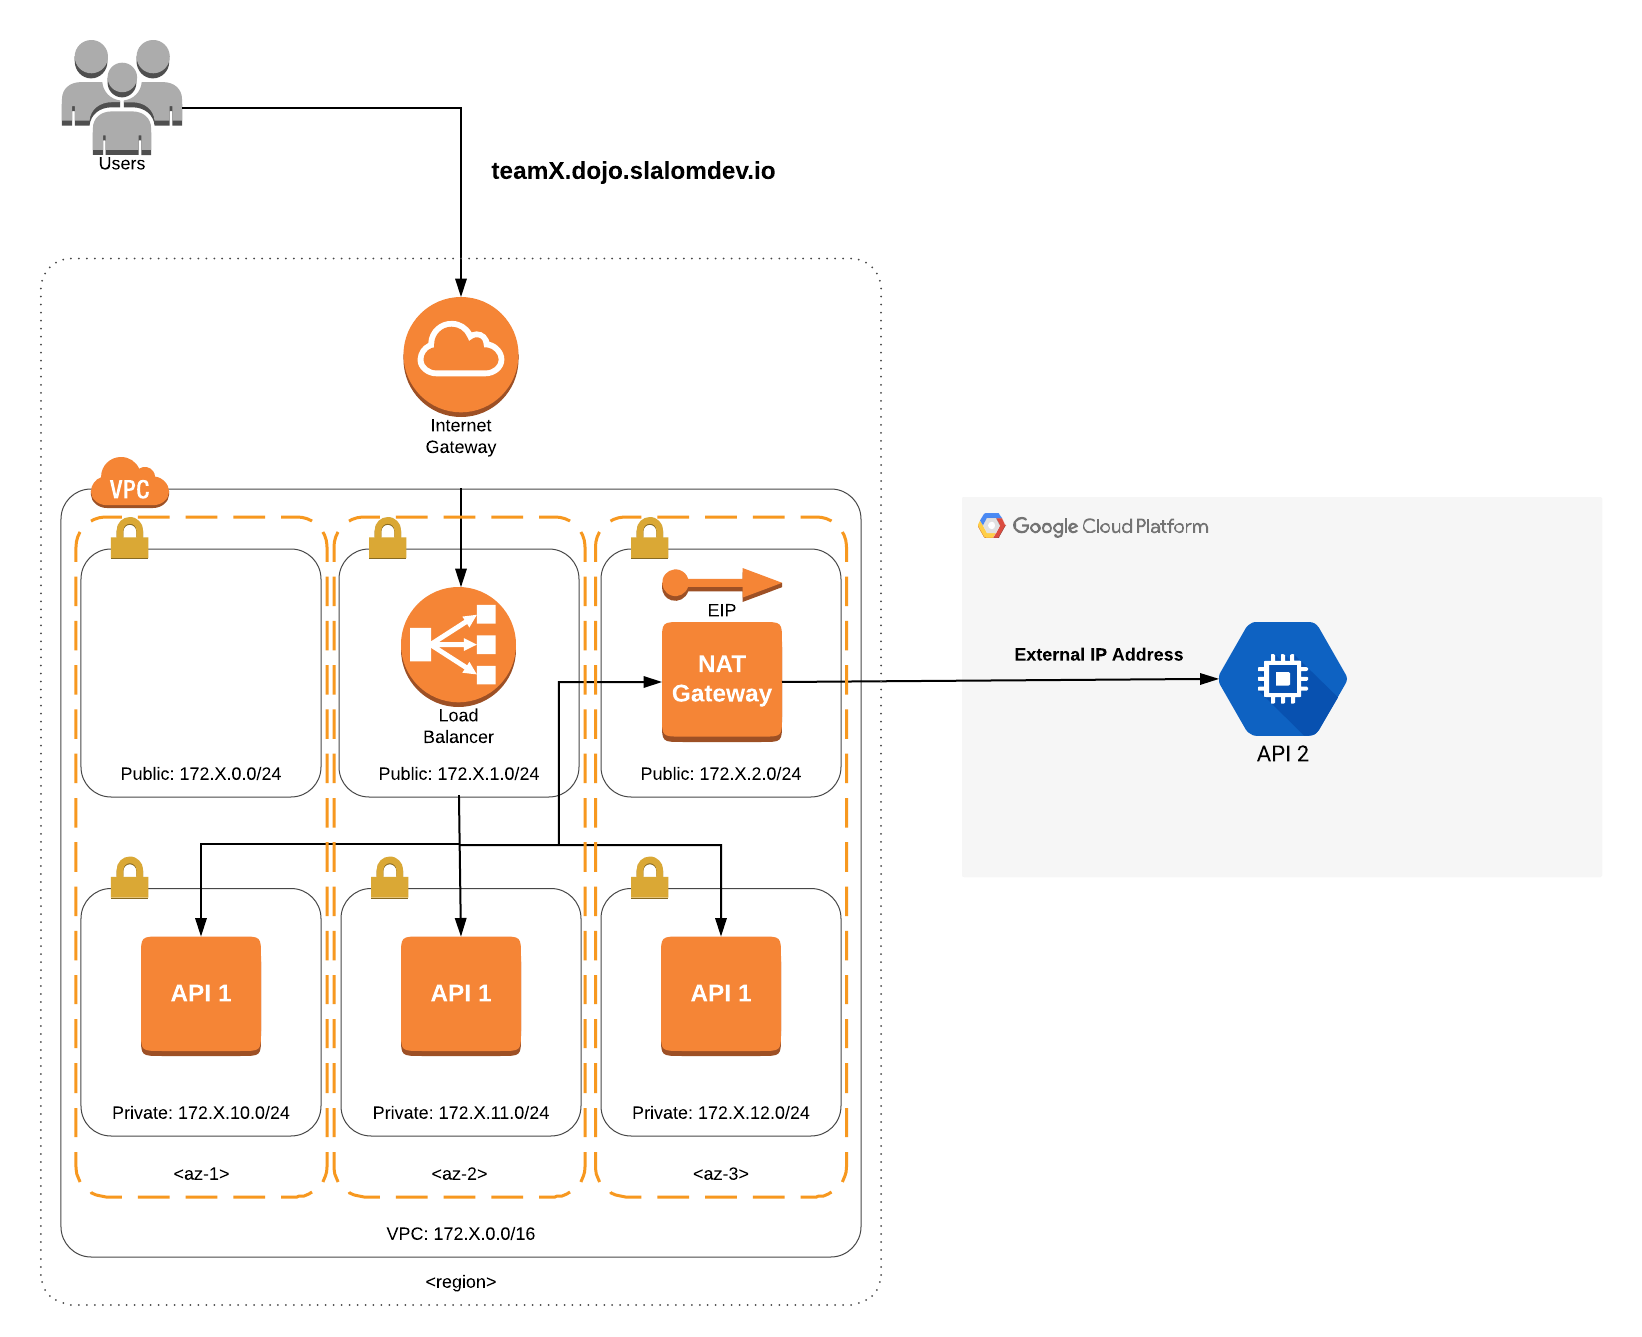 Users
teamX.dojo.slalomdev.io
Internet
Gateway
VPC
Google Cloud Platform
EIP
NAT
Gateway
External IP Address
API 2
Load
Balancer
Public: 172.X.0.0/24
Public: 172.X.1.0/24
Public: 172.X.2.0/24
API 1
API 1
API 1
Private: 172.X.10.0/24
Private: 172.X.11.0/24
Private: 172.X.12.0/24
<az-1>
<az-2>
<az-3>
VPC: 172.X.0.0/16
<region>